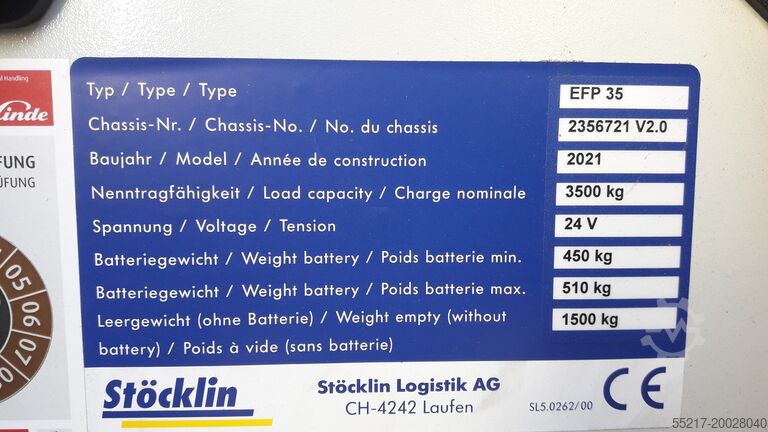 l Handling
Linde
FUNG
ÜFUNG
05
06
07
Typ / Type / Type EFP 35
Chassis-Nr. / Chassis-No. / No. du chassis 2356721 V2.0
Baujahr / Model / Année de construction 2021
Nenntragfähigkeit / Load capacity / Charge nominale 3500 kg
Spannung / Voltage / Tension 24 V
Batteriegewicht / Weight battery / Poids batterie min. 450 kg
Batteriegewicht / Weight battery / Poids batterie max. 510 kg
Leergewicht (ohne Batterie) / Weight empty (without 1500 kg
battery) / Poids à vide (sans batterie)
Stöcklin
Stöcklin Logistik AG
CH-4242 Laufen
SL5.0262/00
CE
55217-20028040